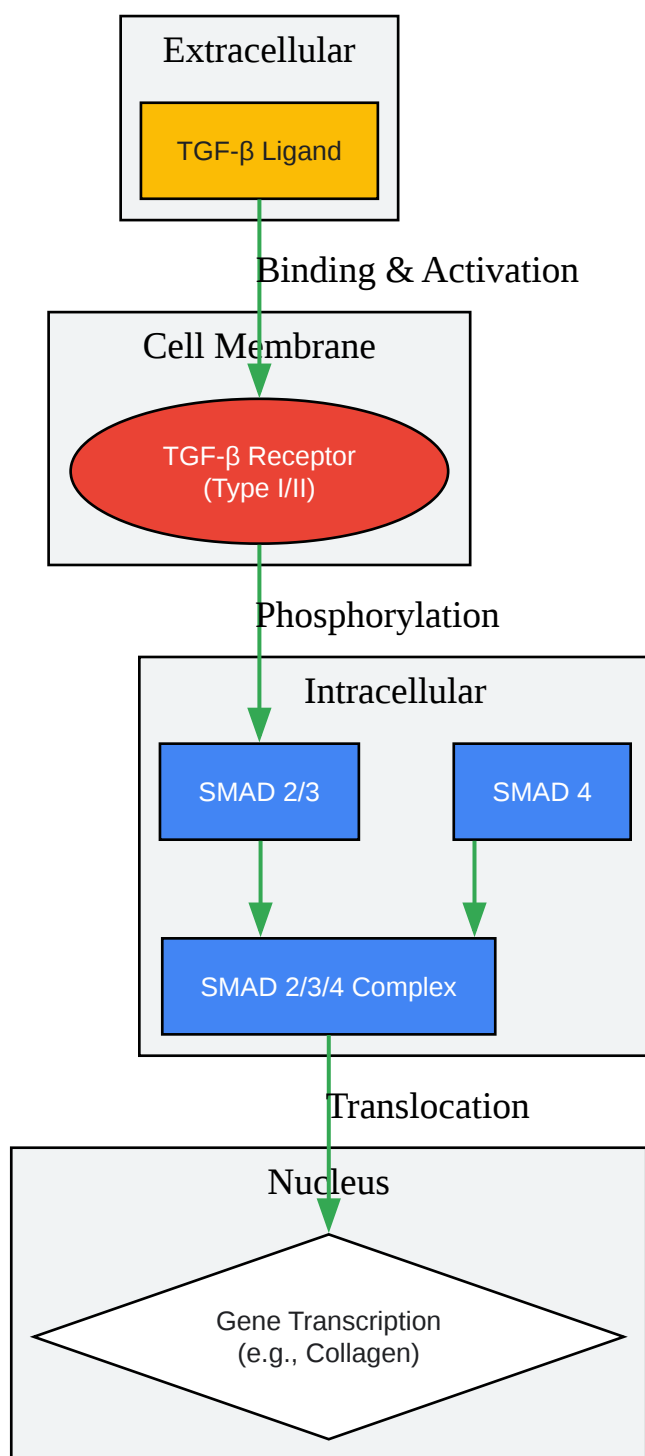 Extracellular
TGF-β Ligand
Binding & Activation
Cell Membrane
TGF-β Receptor
(Type I/II)
Phosphorylation
Intracellular
SMAD 2/3
SMAD 4
SMAD 2/3/4 Complex
Translocation
Nucleus
Gene Transcription
(e.g., Collagen)